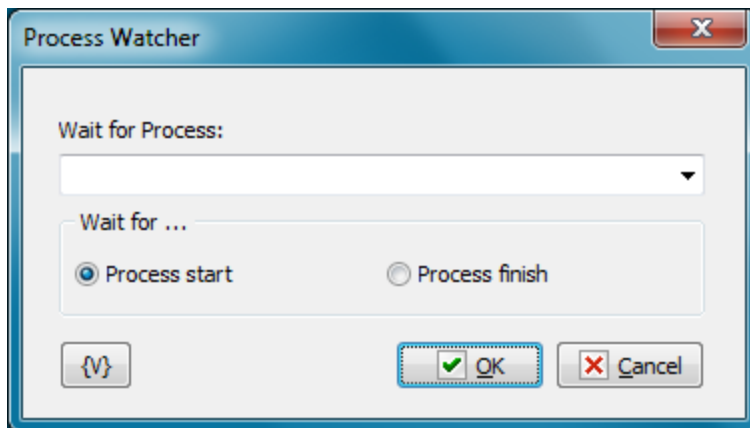 Process Watcher
Wait for Process:
Wait for ...
Process start Process finish
{V} OK Cancel